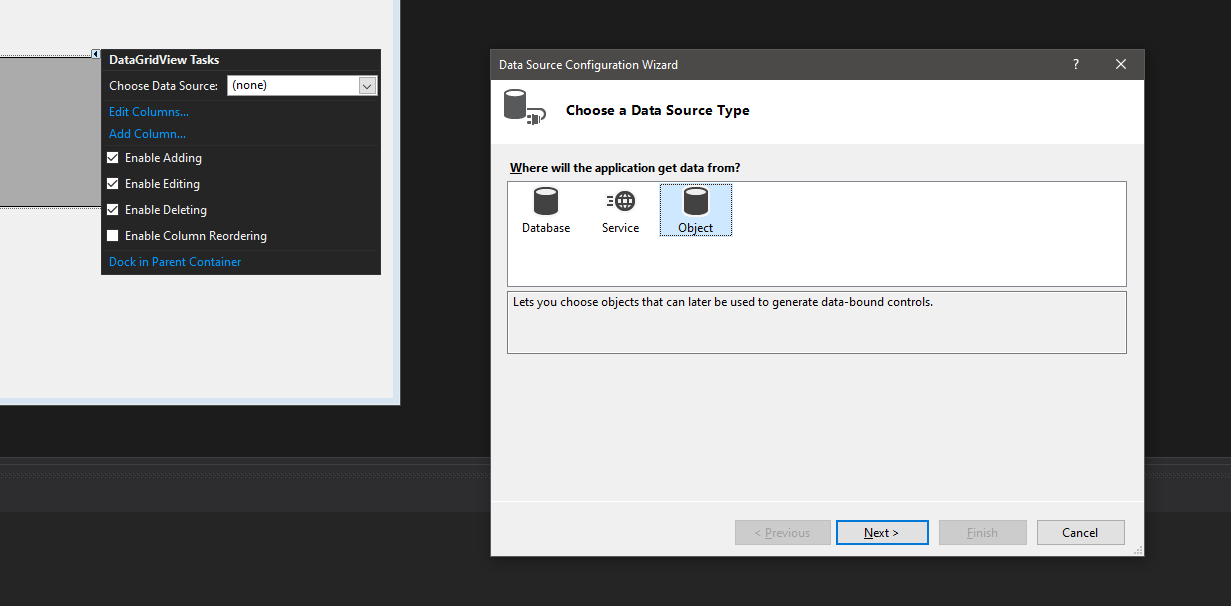 DataGridView Tasks
Choose Data Source: (none)
Edit Columns...
Add Column...
Enable Adding
Enable Editing
Enable Deleting
Enable Column Reordering
Dock in Parent Container
Data Source Configuration Wizard ?
Choose a Data Source Type
Where will the application get data from?
Database Service Object
Lets you choose objects that can later be used to generate data-bound controls.
< Previous Next > Finish Cancel